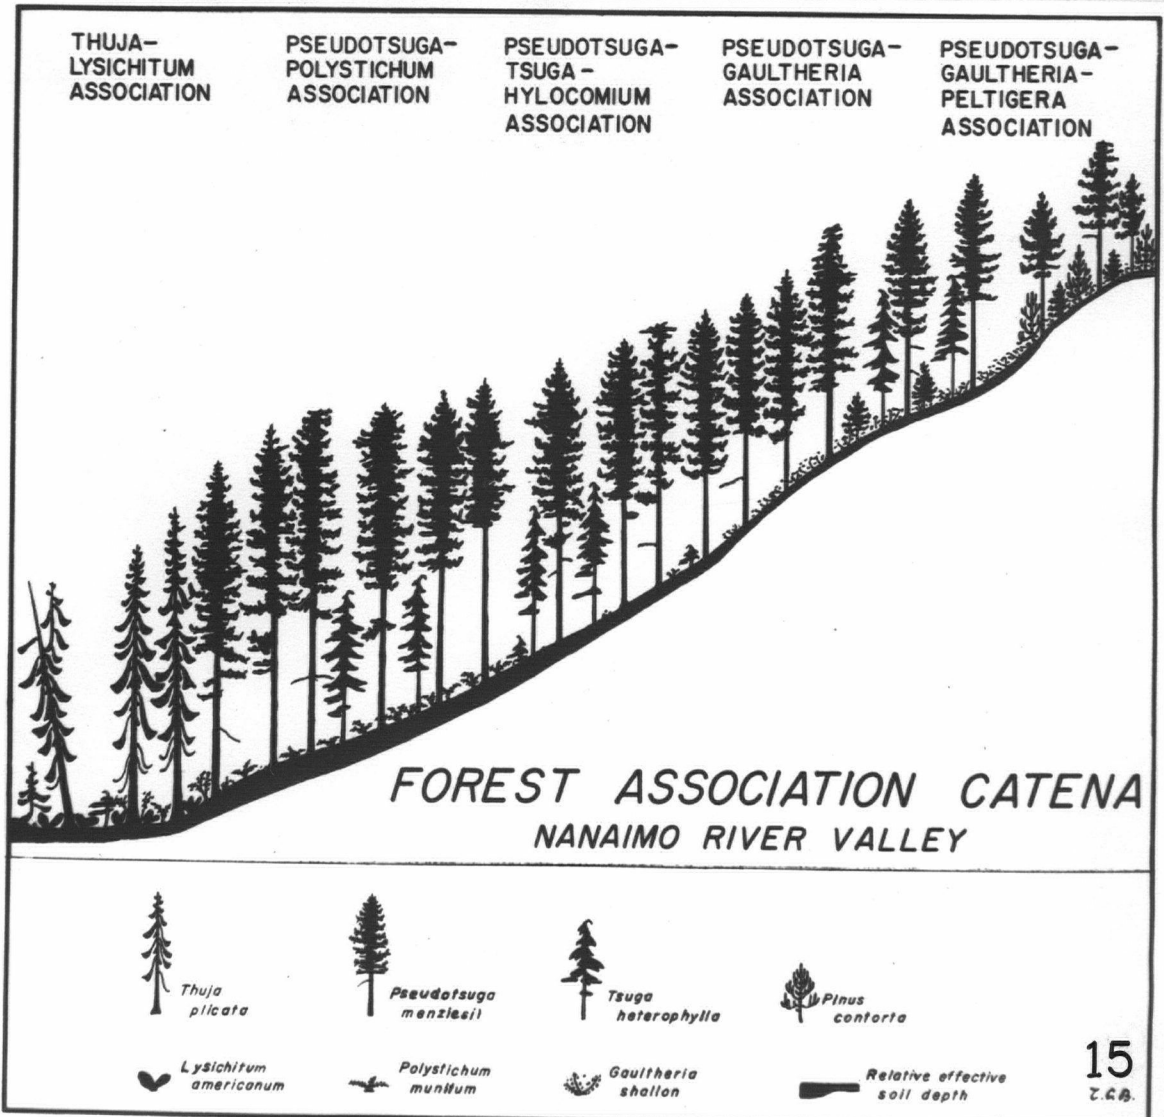 THUJA-
LYSICHITUM
ASSOCIATION
PSEUDOTSUGA-
POLYSTICHUM
ASSOCIATION
PSEUDOTSUGA-
TSUGA-
HYLOCOMIUM
ASSOCIATION
PSEUDOTSUGA-
GAULTHERIA
ASSOCIATION
PSEUDOTSUGA-
GAULTHERIA-
PELTIGERA
ASSOCIATION
FOREST ASSOCIATION CATENA
NANAIMO RIVER VALLEY
Thuja
plicata
Pseudotsuga
menziesii
Tsuga
heterophylla
Pinus
contorta
Lysichitum
americanum
Polystichum
munitum
Gaultheria
shallon
Relative effective
soil depth
15
T.C.B.